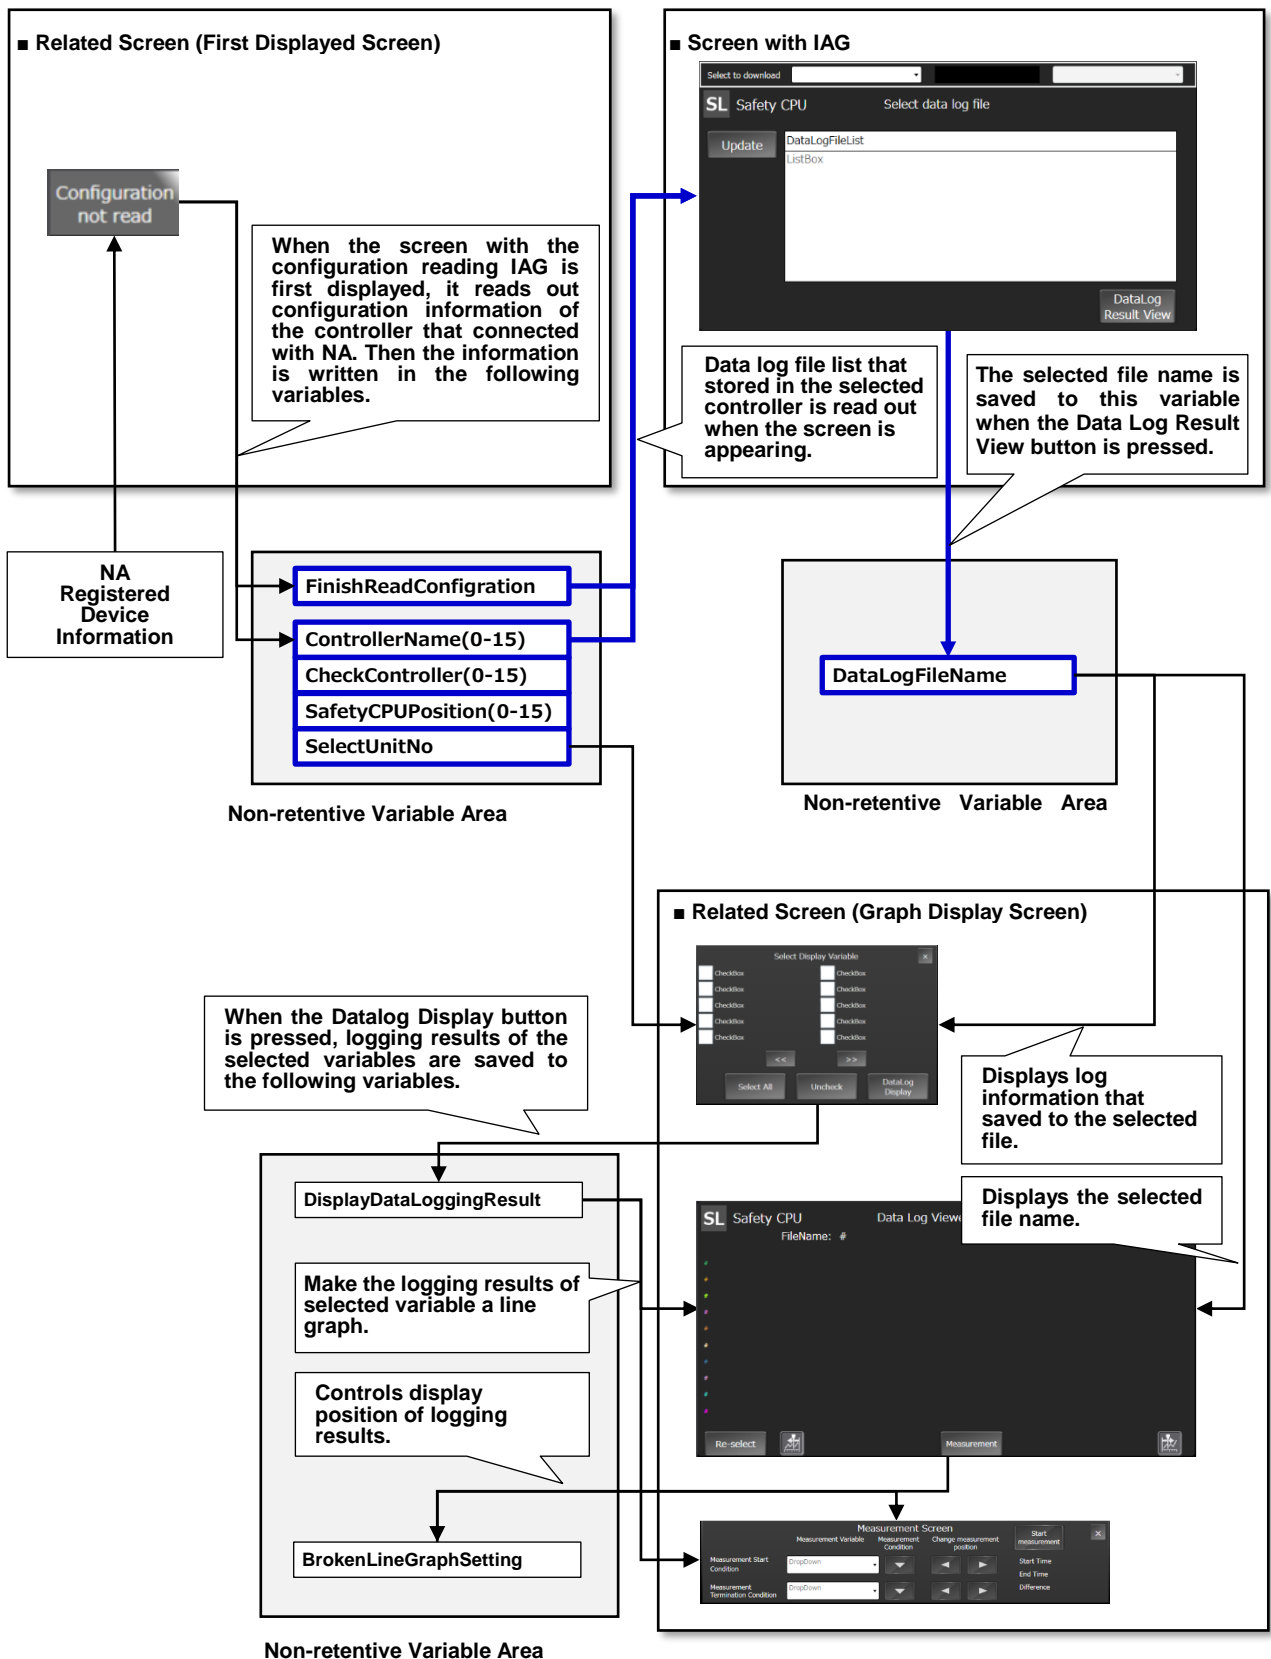 ■ Related Screen (First Displayed Screen)
Configuration
not read
When the screen with the
configuration reading IAG is
first displayed, it reads out
configuration information of
the controller that connected
with NA. Then the information
is written in the following
variables.
■ Screen with IAG
Select to download
SL Safety CPU
Select data log file
Update
DataLogFileList
ListBox
DataLog
Result View
Data log file list that
stored in the selected
controller is read out
when the screen is
appearing.
The selected file name is
saved to this variable
when the Data Log Result
View button is pressed.
NA
Registered
Device
Information
FinishReadConfigration
ControllerName(0-15)
CheckController(0-15)
SafetyCPUPosition(0-15)
SelectUnitNo
Non-retentive Variable Area
DataLogFileName
Non-retentive Variable Area
■ Related Screen (Graph Display Screen)
Select Display Variable
×
CheckBox
CheckBox
CheckBox
CheckBox
CheckBox
CheckBox
CheckBox
CheckBox
CheckBox
CheckBox
<<
>>
Select All
Uncheck
DataLog
Display
When the Datalog Display button
is pressed, logging results of the
selected variables are saved to
the following variables.
Displays log
information that
saved to the selected
file.
Displays the selected
file name.
DisplayDataLoggingResult
Make the logging results of
selected variable a line
graph.
Controls display
position of logging
results.
BrokenLineGraphSetting
Non-retentive Variable Area
SL Safety CPU
Data Log Viewe
FileName: #
#
#
#
#
#
#
#
#
#
#
Re-select
Measurement
Measurement Screen
Measurement Variable
Measurement
Condition
Change measurement
position
Start
measurement
×
Measurement Start
Condition
DropDown
Start Time
End Time
Measurement
Termination Condition
DropDown
Difference